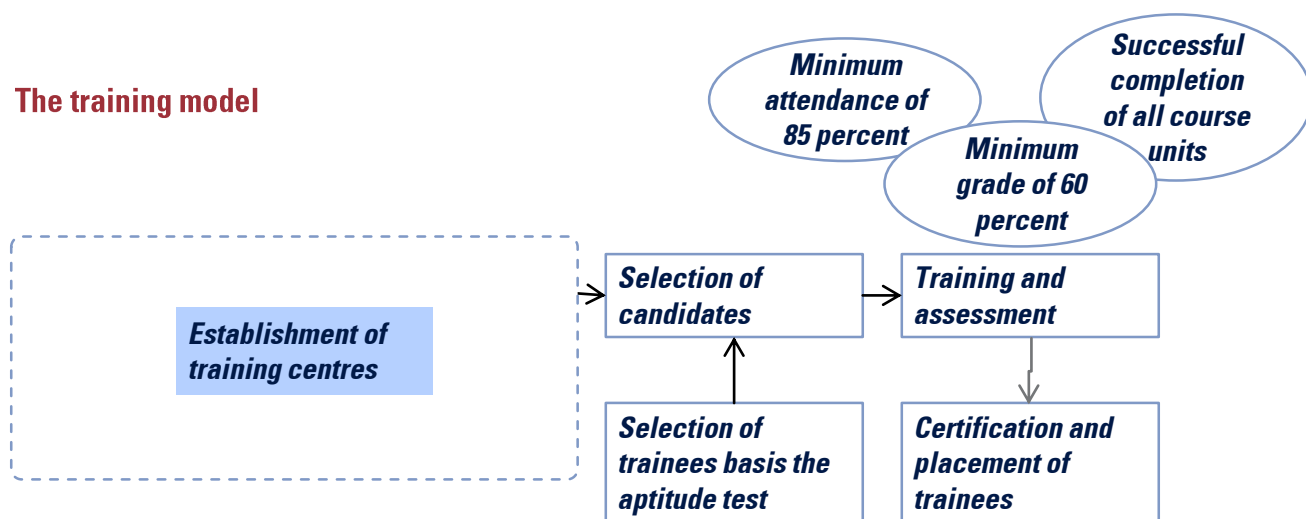 The training model
Minimum
attendance of
85 percent
Successful
completion
of all course
units
Minimum
grade of 60
percent
Establishment of
training centres
Selection of
candidates
Training and
assessment
Selection of
trainees basis the
aptitude test
Certification and
placement of
trainees